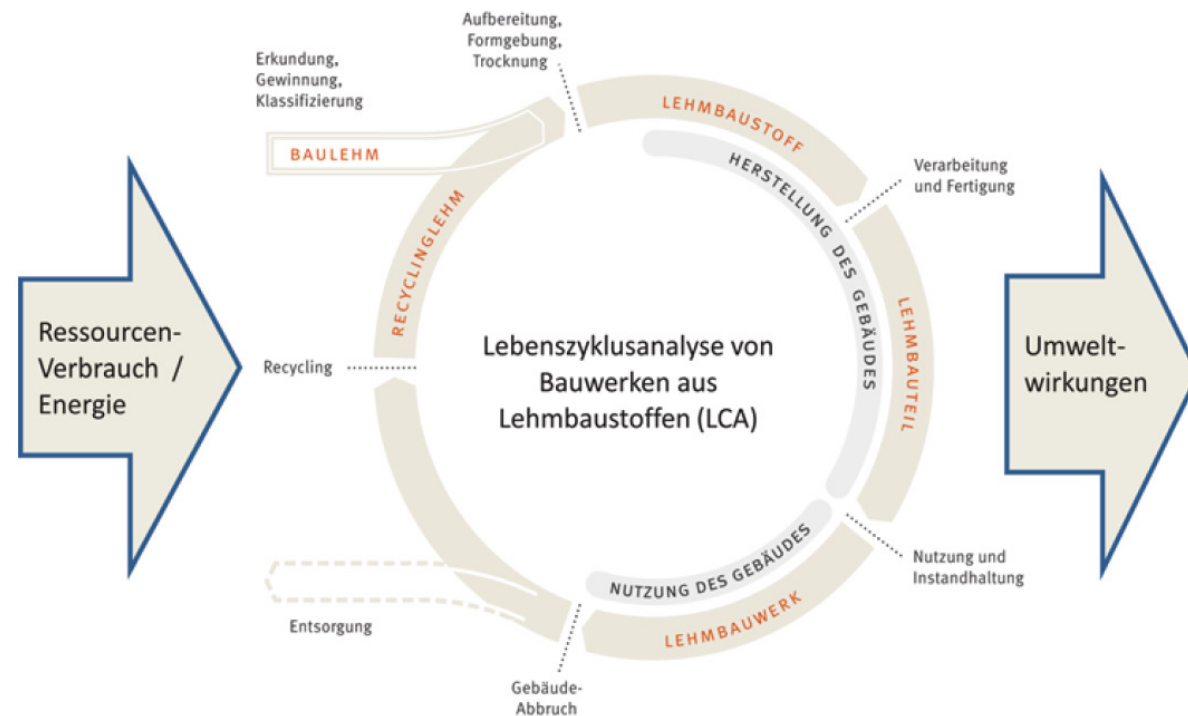 Aufbereitung,
Formgebung,
Trocknung
Erkundung,
Gewinnung,
Klassifizierung
BAULEHM
LEHMBAUSTOFF
HERSTELLUNG DES GEBÄUDES
Verarbeitung
und Fertigung
RECYCLINGLEHM
LEHMBAUTEIL
Ressourcen-
Verbrauch /
Energie
Recycling
Lebenszyklusanalyse von
Bauwerken aus
Lehmbaustoffen (LCA)
Umwelt-
wirkungen
NUTZUNG DES GEBÄUDES
LEHMBAUWERK
Nutzung und
Instandhaltung
Entsorgung
Gebäude-
Abbruch